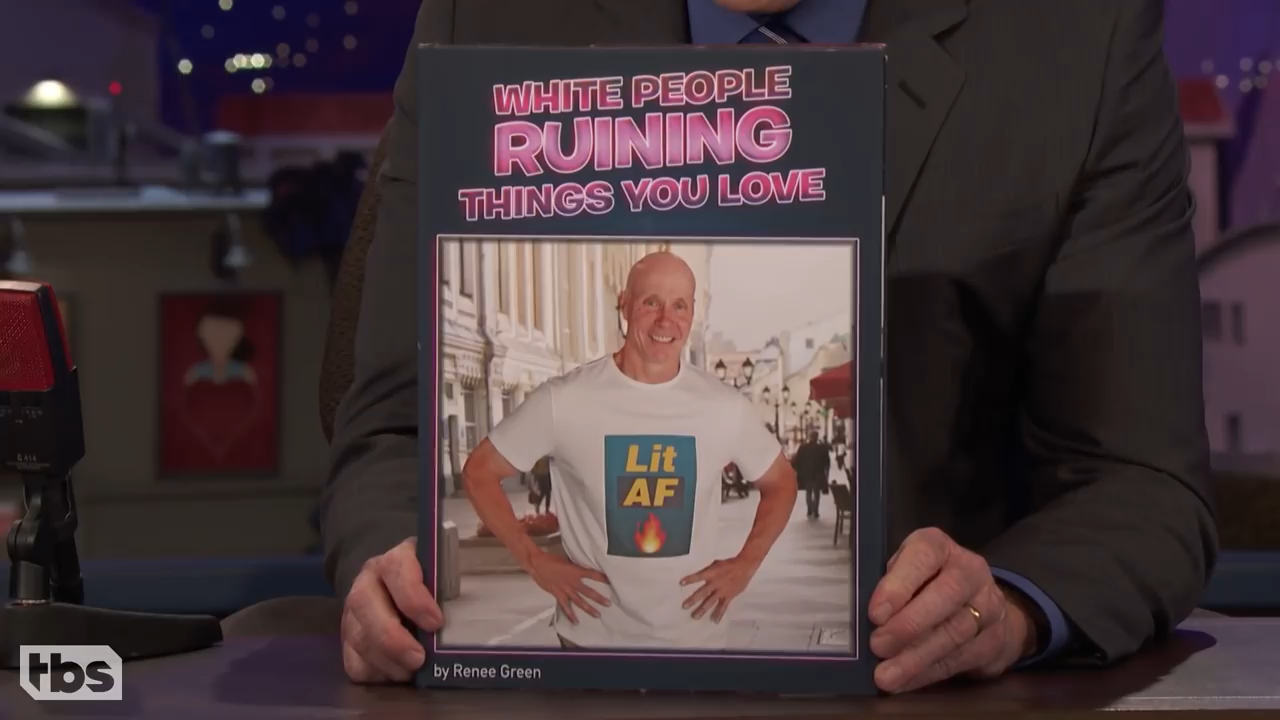 WHITE PEOPLE
RUINING
THINGS YOU LOVE
Lit
AF
by Renee Green
tbs